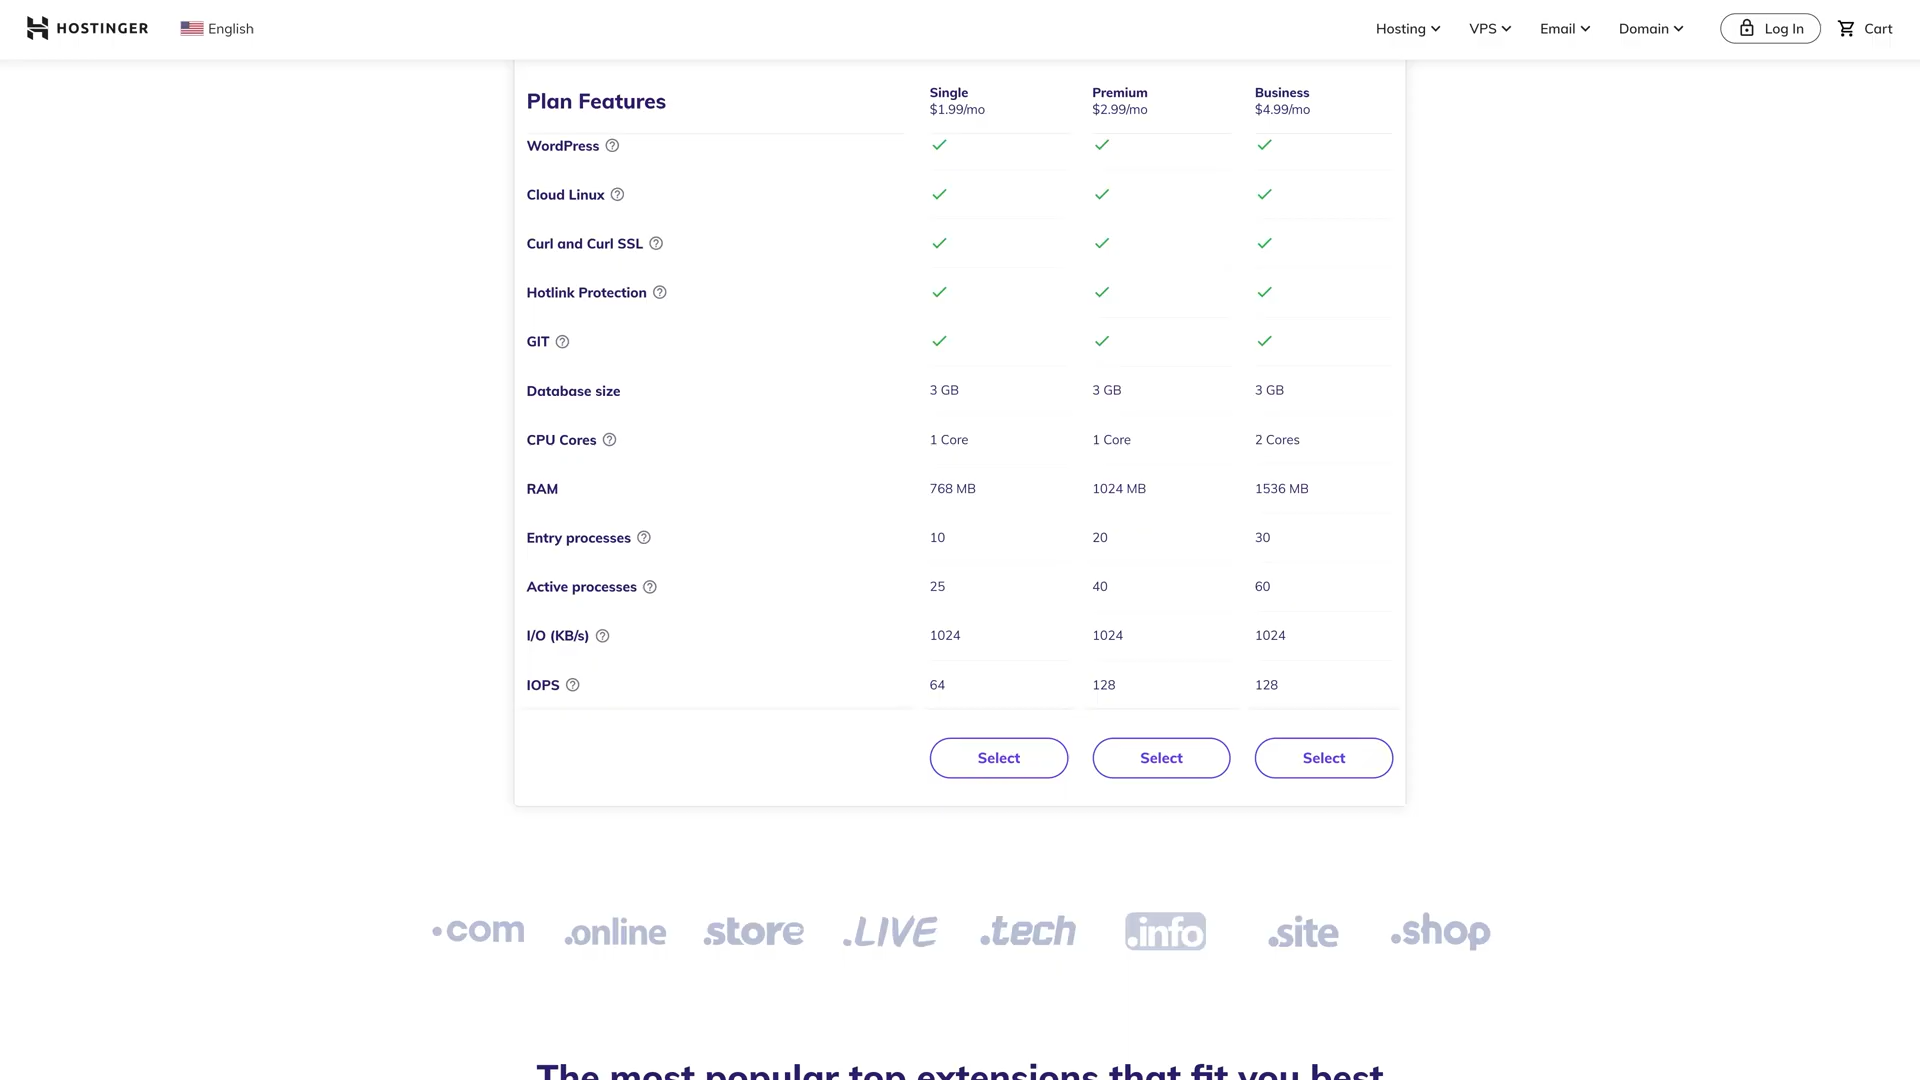 HOSTINGER English Hosting VPS Email Domain Log In Cart
Plan Features
Single Premium Business
$1.99/mo $2.99/mo $4.99/mo
WordPress
Cloud Linux
Curl and Curl SSL
Hotlink Protection
GIT
Database size 3 GB 3 GB 3 GB
CPU Cores 1 Core 1 Core 2 Cores
RAM 768 MB 1024 MB 1536 MB
Entry processes 10 20 30
Active processes 25 40 60
I/O (KB/s) 1024 1024 1024
IOPS 64 128 128
Select Select Select
.com .online .store .LIVE .tech .info .site .shop
The most popular top extensions that fit you best